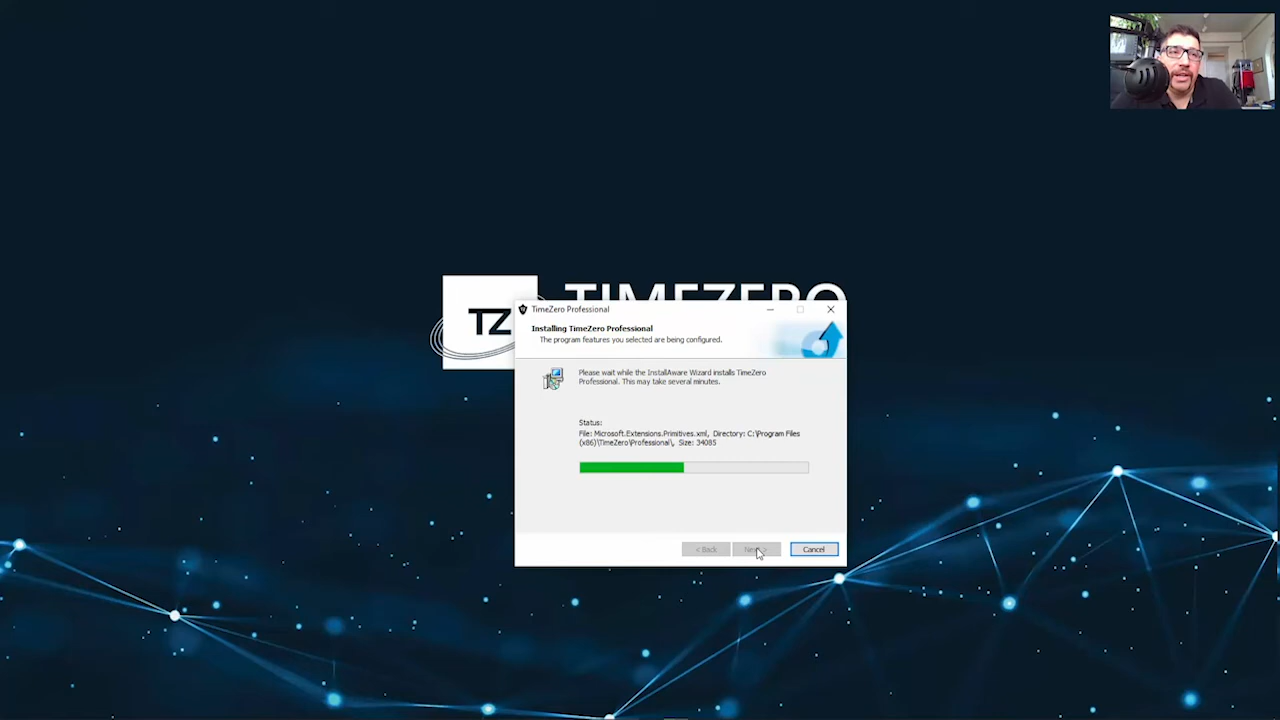 TZ
TIMEZERO
TimeZero Professional
Installing TimeZero Professional
The program features you selected are being configured.
Please wait while the InstallAware Wizard installs TimeZero
Professional. This may take several minutes.
Status:
File: Microsoft.Extensions.Primitives.xml, Directory: C:\Program Files
(x86)\TimeZero\Professional\, Size: 34085
< Back
Next >
Cancel